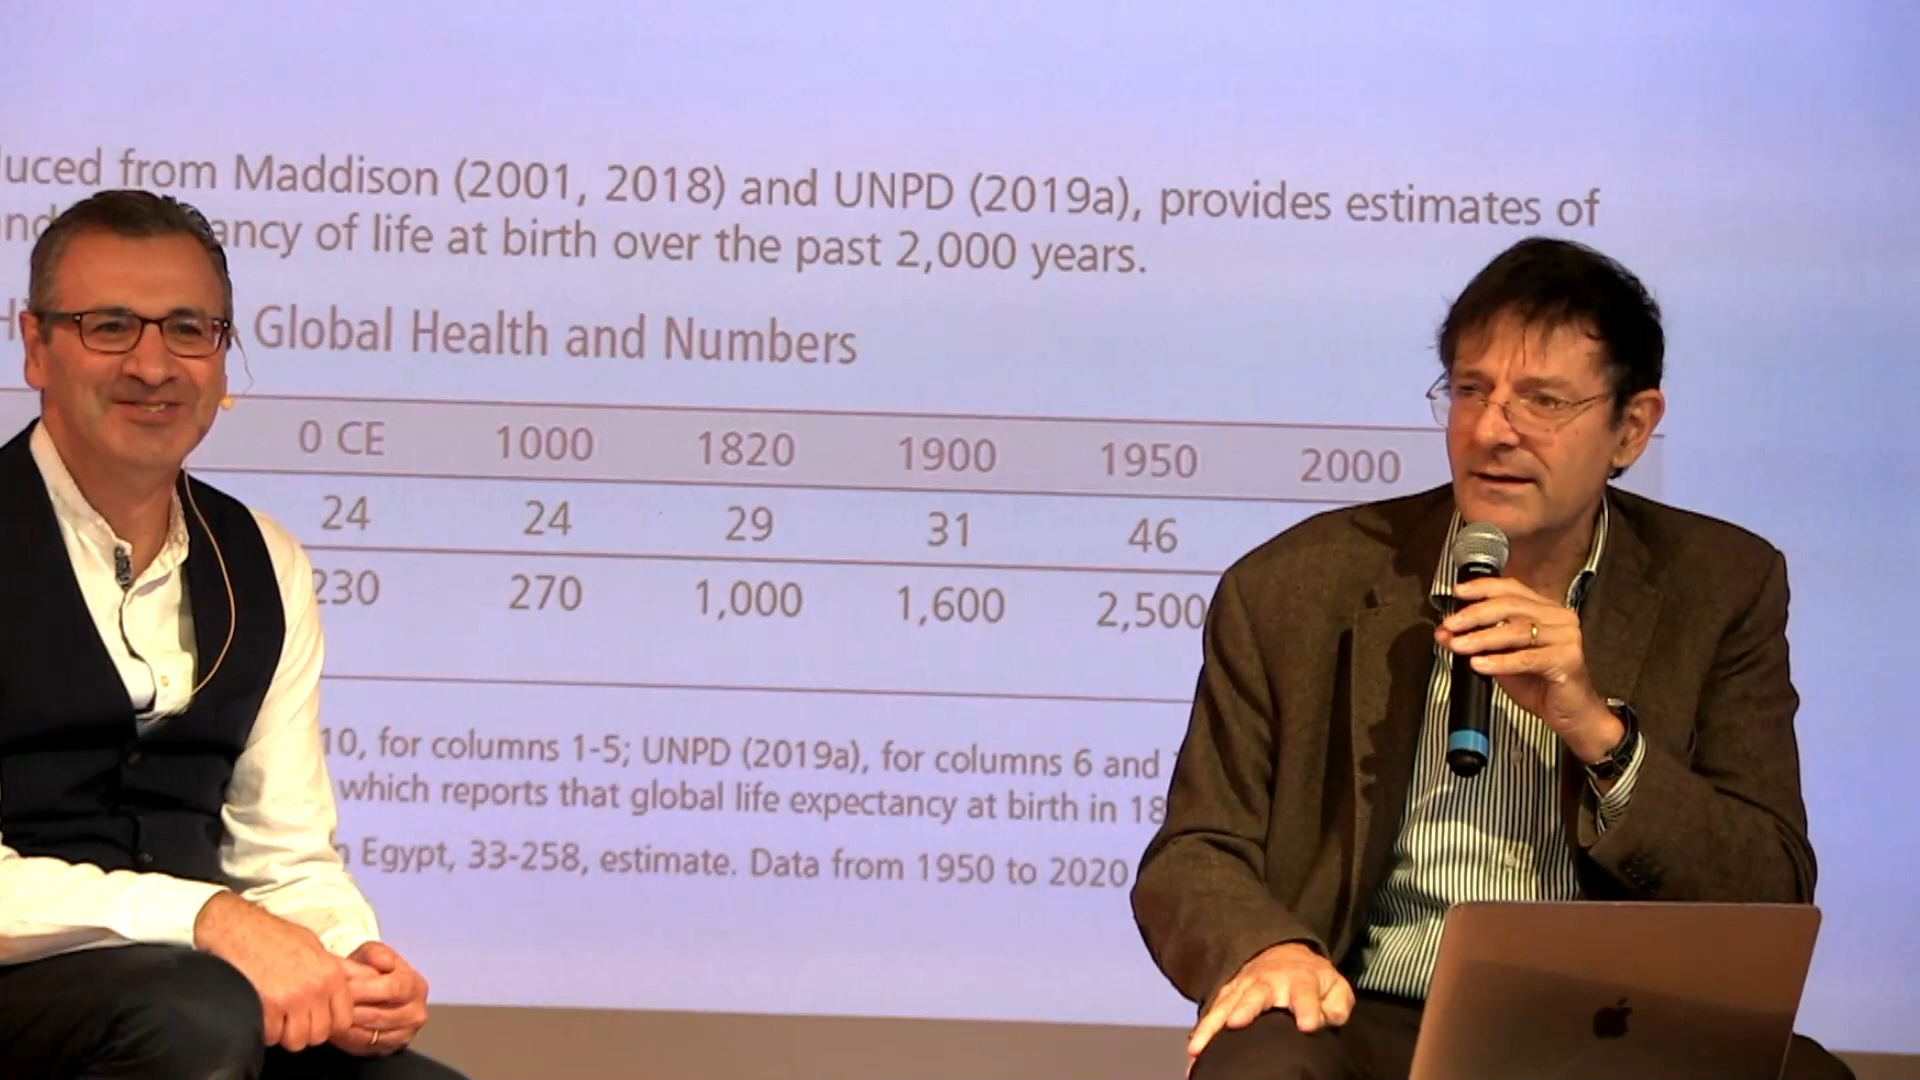 from Maddison (2001, 2018) and UNPD (2019a), provides estimates of
of life at birth over the past 2,000 years.
Global Health and Numbers
0 CE 1000 1820 1900 1950 2000
24 24 29 31 46
230 270 1,000 1,600 2,500
10, for columns 1-5; UNPD (2019a), for columns 6 and
which reports that global life expectancy at birth in 18
Egypt, 33-258, estimate. Data from 1950 to 2020